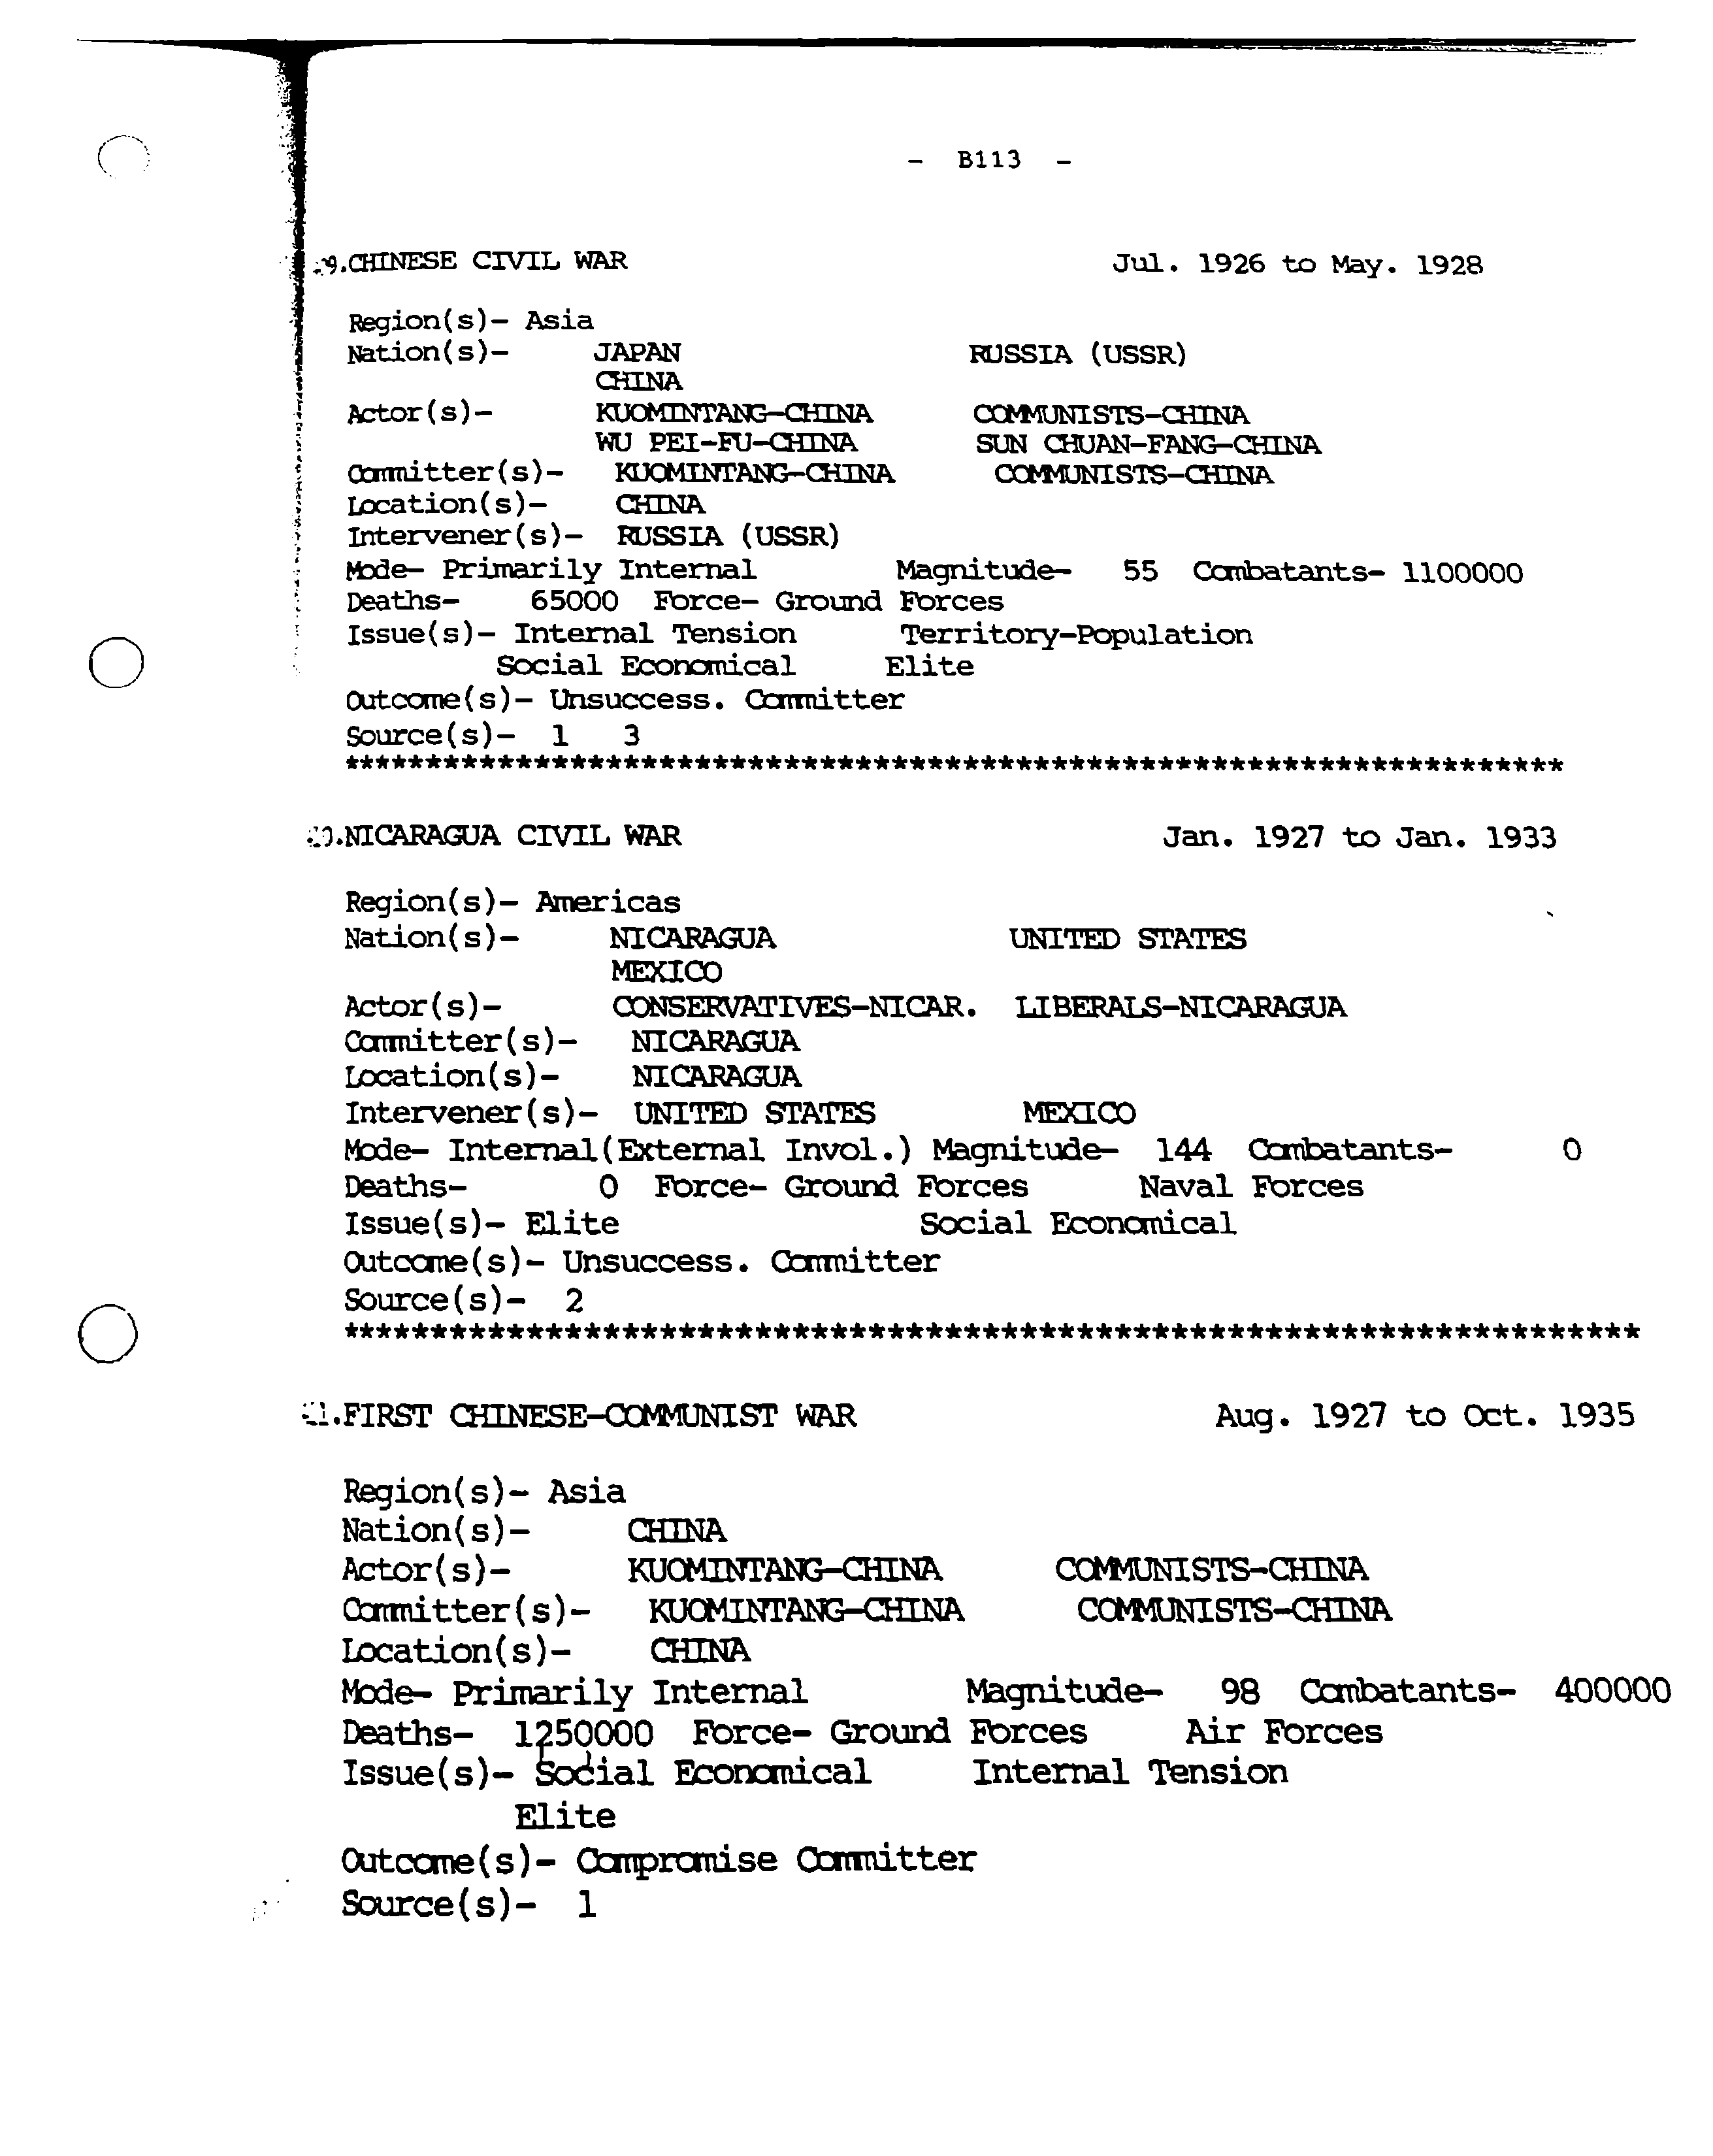 - B113 -
9.CHINESE CIVIL WAR Jul. 1926 to May. 1928
Region(s)- Asia
Nation(s)- JAPAN RUSSIA (USSR)
CHINA
Actor(s)- KUOMINTANG-CHINA COMMUNISTS-CHINA
WU PEI-FU-CHINA SUN CHUAN-FANG-CHINA
Committer(s)- KUOMINTANG-CHINA COMMUNISTS-CHINA
Location(s)- CHINA
Intervener(s)- RUSSIA (USSR)
Mode- Primarily Internal Magnitude- 55 Combatants- 1100000
Deaths- 65000 Force- Ground Forces
Issue(s)- Internal Tension Territory-Population
Social Economical Elite
Outcome(s)- Unsuccess. Committer
Source(s)- 1 3
********************************************************************
.NICARAGUA CIVIL WAR Jan. 1927 to Jan. 1933
Region(s)- Americas
Nation(s)- NICARAGUA UNITED STATES
MEXICO
Actor(s)- CONSERVATIVES-NICAR. LIBERALS-NICARAGUA
Committer(s)- NICARAGUA
Location(s)- NICARAGUA
Intervener(s)- UNITED STATES MEXICO
Mode- Internal(External Invol.) Magnitude- 144 Combatants- 0
Deaths- 0 Force- Ground Forces Naval Forces
Issue(s)- Elite Social Economical
Outcome(s)- Unsuccess. Committer
Source(s)- 2
********************************************************************
.FIRST CHINESE-COMMUNIST WAR Aug. 1927 to Oct. 1935
Region(s)- Asia
Nation(s)- CHINA
Actor(s)- KUOMINTANG-CHINA COMMUNISTS-CHINA
Committer(s)- KUOMINTANG-CHINA COMMUNISTS-CHINA
Location(s)- CHINA
Mode- Primarily Internal Magnitude- 98 Combatants- 400000
Deaths- 1250000 Force- Ground Forces Air Forces
Issue(s)- Social Economical Internal Tension
Elite
Outcome(s)- Compromise Committer
Source(s)- 1